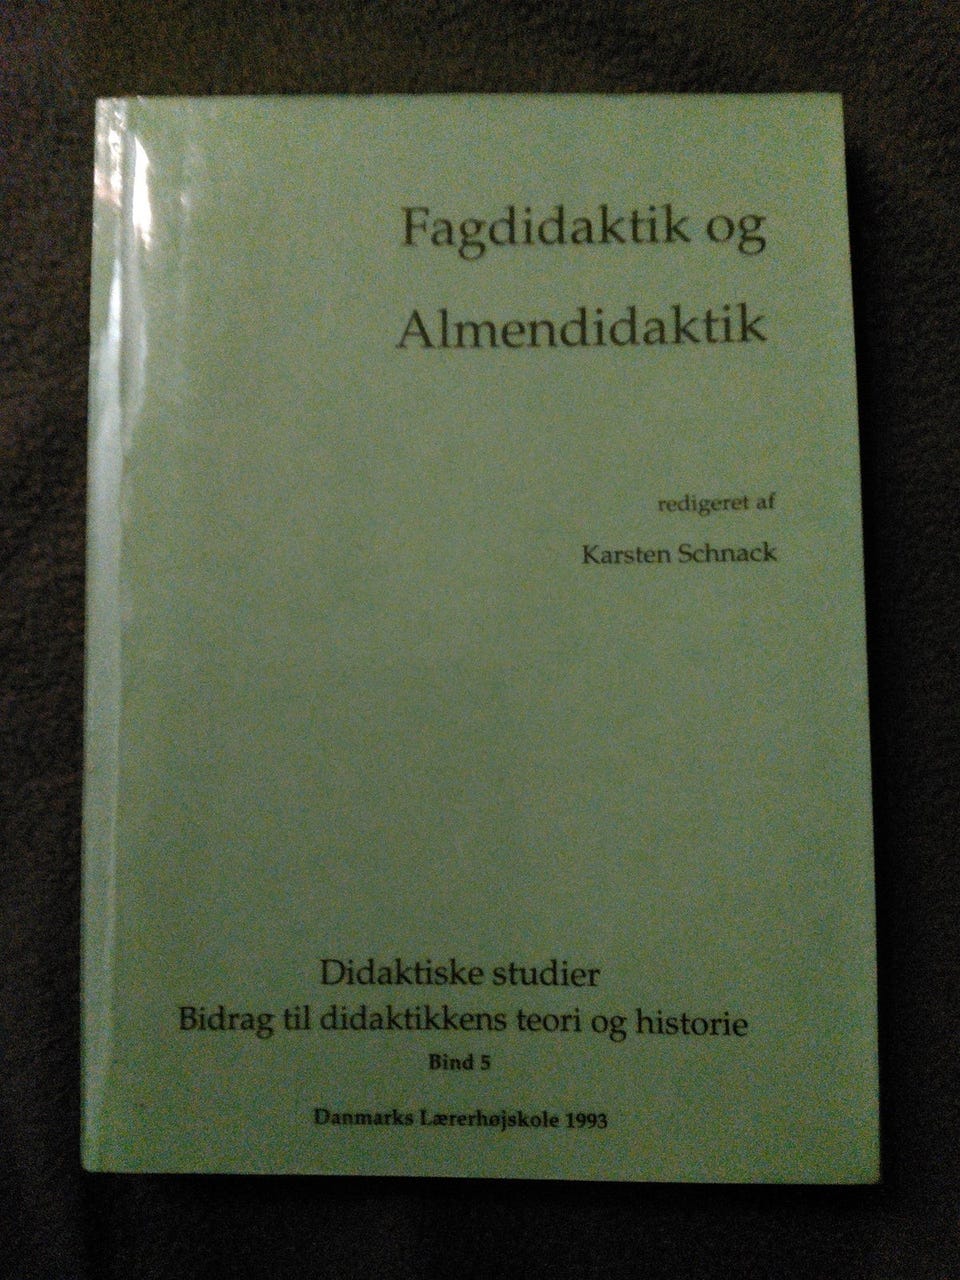 Fagdidaktik og
Almendidaktik
redigeret af
Karsten Schnack
Didaktiske studier
Bidrag til didaktikkens teori og historie
Bind 5
Danmarks Lærerhøjskole 1993